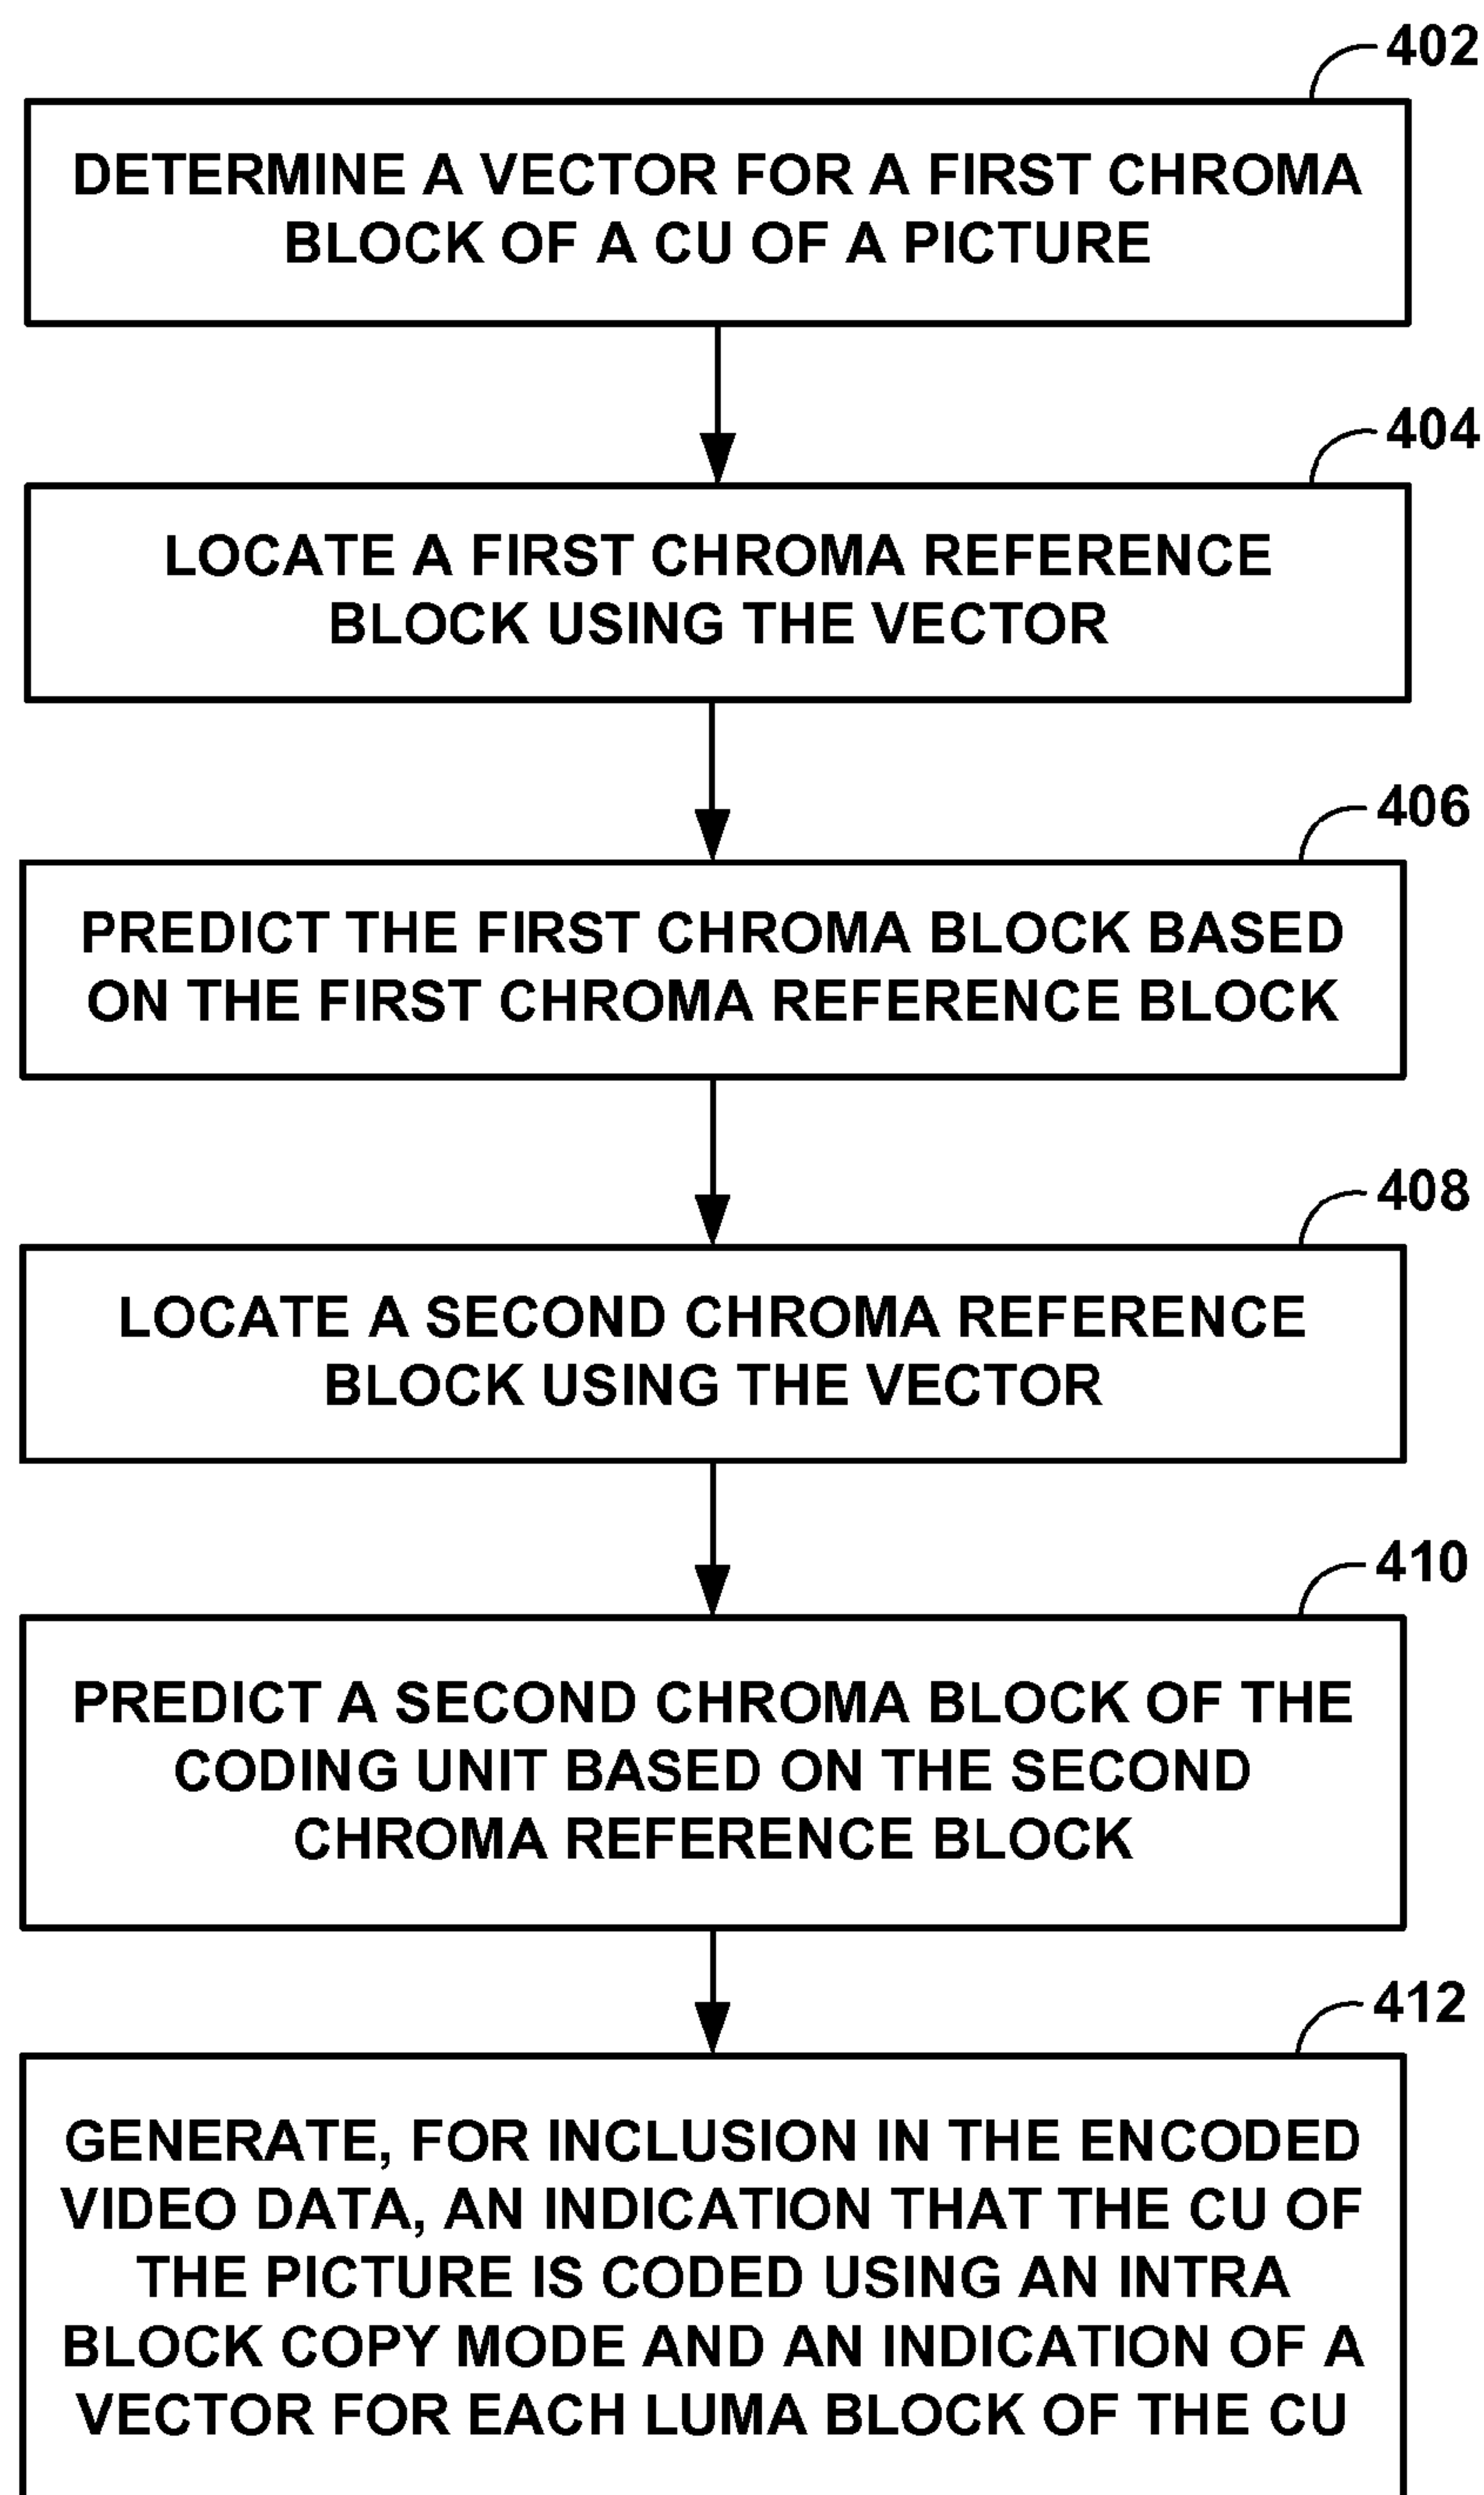 402
DETERMINE A VECTOR FOR A FIRST CHROMA
BLOCK OF A CU OF A PICTURE
404
LOCATE A FIRST CHROMA REFERENCE
BLOCK USING THE VECTOR
406
PREDICT THE FIRST CHROMA BLOCK BASED
ON THE FIRST CHROMA REFERENCE BLOCK
408
LOCATE A SECOND CHROMA REFERENCE
BLOCK USING THE VECTOR
410
PREDICT A SECOND CHROMA BLOCK OF THE
CODING UNIT BASED ON THE SECOND
CHROMA REFERENCE BLOCK
412
GENERATE, FOR INCLUSION IN THE ENCODED
VIDEO DATA, AN INDICATION THAT THE CU OF
THE PICTURE IS CODED USING AN INTRA
BLOCK COPY MODE AND AN INDICATION OF A
VECTOR FOR EACH LUMA BLOCK OF THE CU